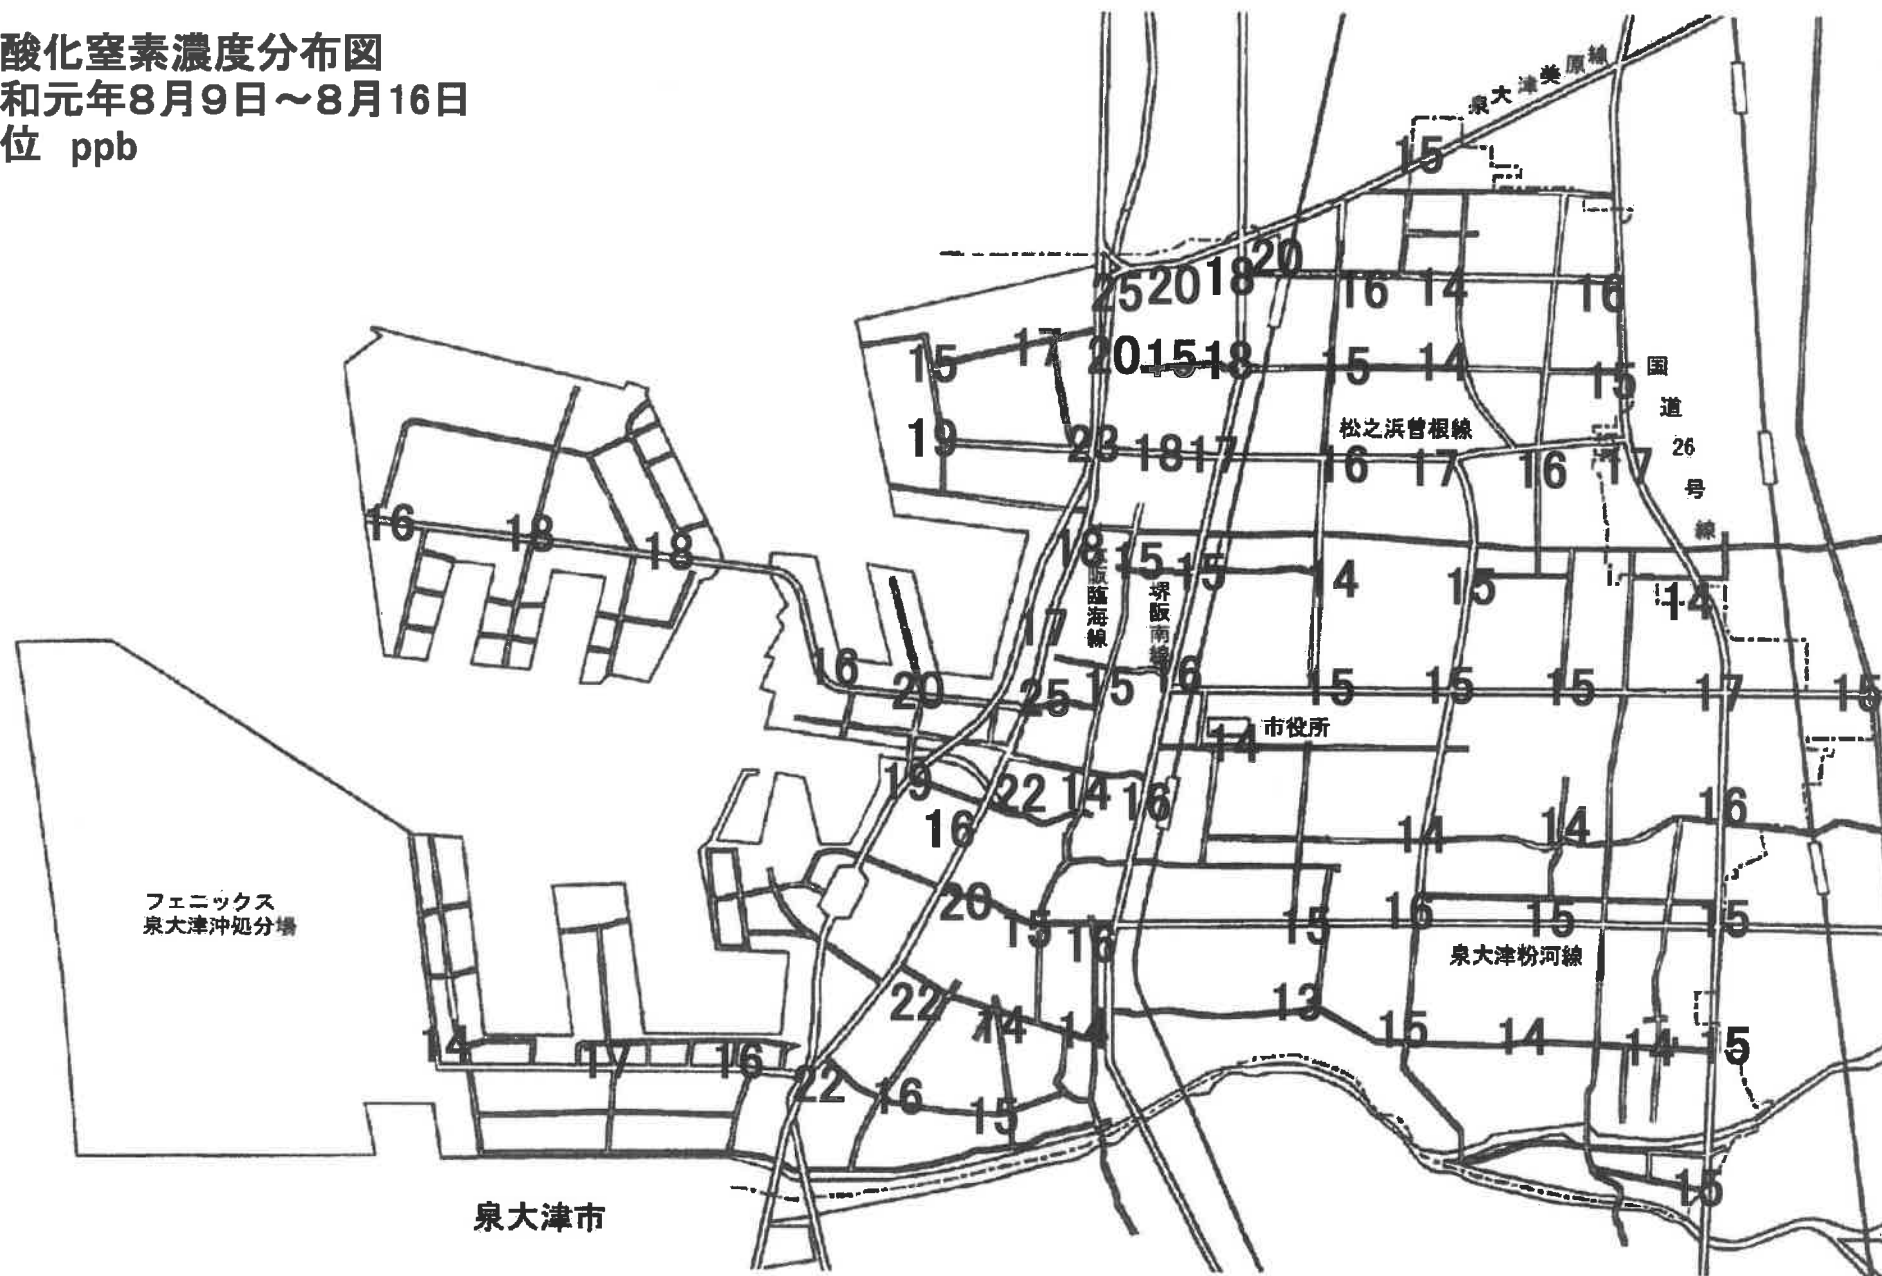 酸化窒素濃度分布図
和元年8月9日～8月16日
位 ppb
泉大津美原線
15
25 20 18 20 16 14 16
15 17 20 15 18 15 14 15
国道26号線
松之浜曽根線
19 23 18 17 16 17 16 17
16 18 18
18 15 15 14 15 14
阪臨海線
堺阪南線
17
16 20 25 15 16 15 15 15 17 15
市役所
14
19 22 14 16 16
16 14 14
フェニックス
泉大津沖処分場
20 15 16 15 16 15 15
泉大津粉河線
22 14 14 13 15 14 14 15
14 17 16 22 16 15
16
泉大津市